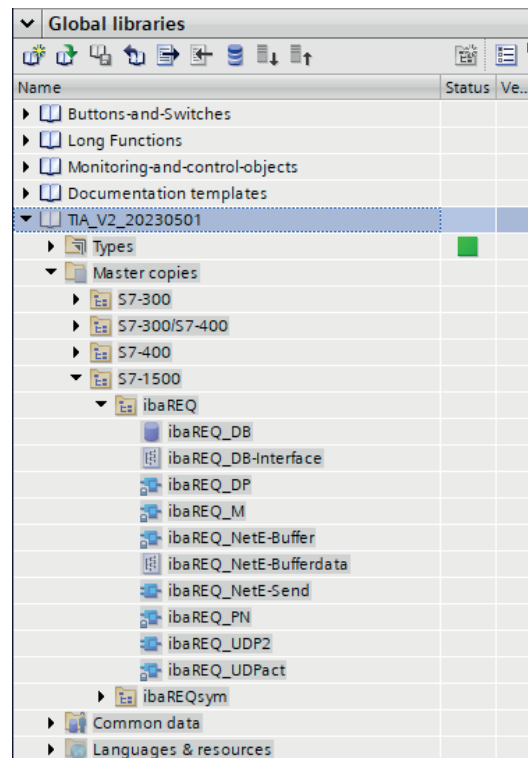 Global libraries
Name Status Ve..
Buttons-and-Switches
Long Functions
Monitoring-and-control-objects
Documentation templates
TIA_V2_20230501
Types
Master copies
S7-300
S7-300/S7-400
S7-400
S7-1500
ibaREQ
ibaREQ_DB
ibaREQ_DB-Interface
ibaREQ_DP
ibaREQ_M
ibaREQ_NetE-Buffer
ibaREQ_NetE-Bufferdata
ibaREQ_NetE-Send
ibaREQ_PN
ibaREQ_UDP2
ibaREQ_UDPact
ibaREQsym
Common data
Languages & resources